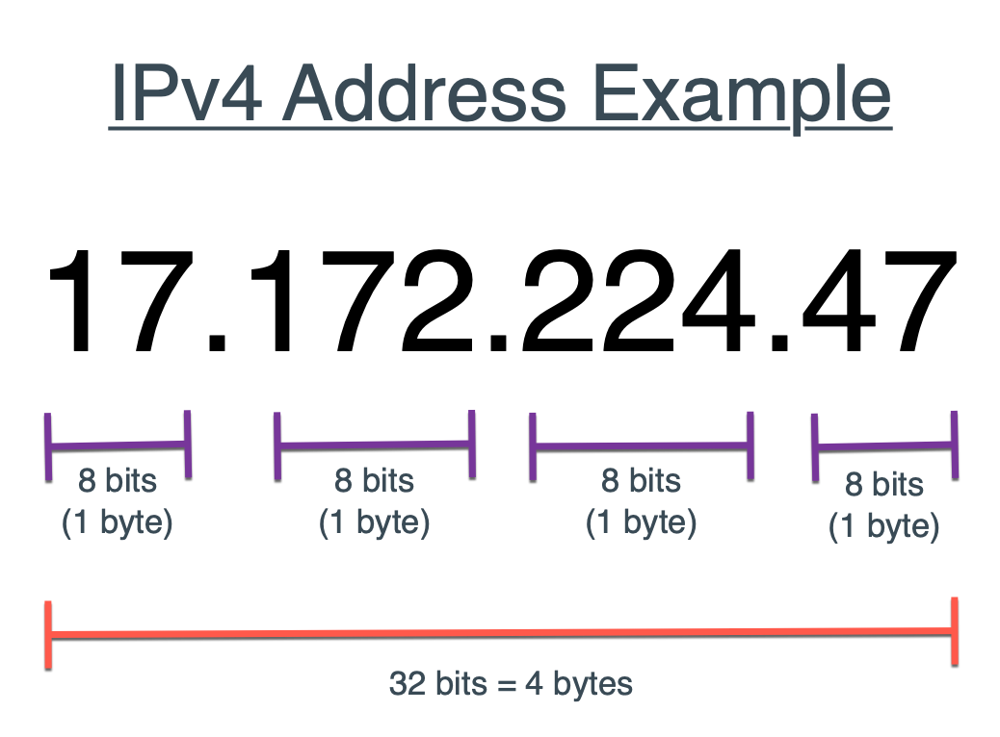 IPv4 Address Example
17.172.224.47
8 bits
(1 byte)
8 bits
(1 byte)
8 bits
(1 byte)
8 bits
(1 byte)
32 bits = 4 bytes